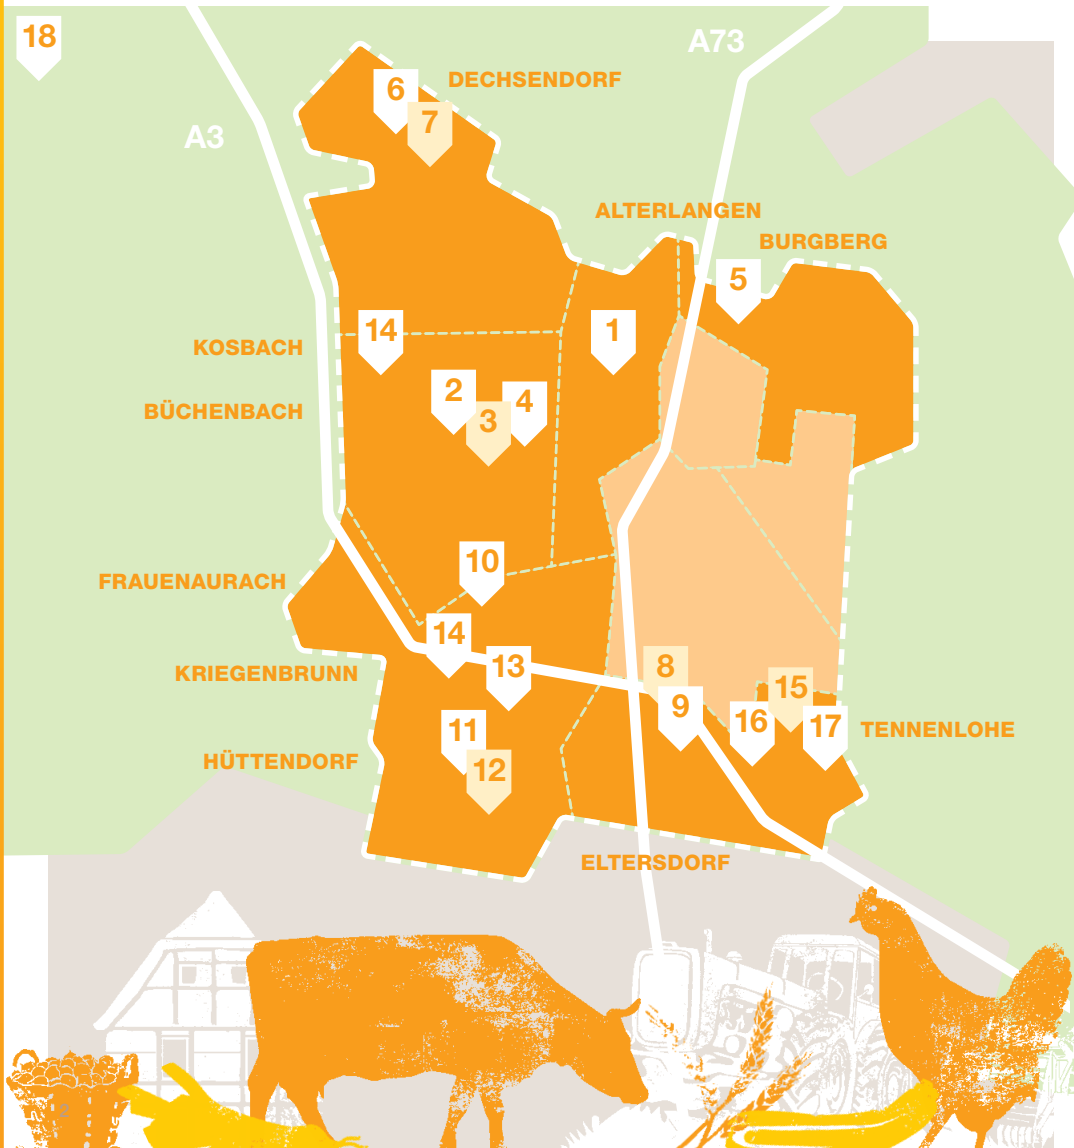 18
A73
6
DECHSENDORF
7
A3
ALTERLANGEN
BURGBERG
5
14
1
KOSBACH
2
4
BÜCHENBACH
3
10
FRAUENAURACH
14
13
8
KRIEGENBRUNN
15
9
16
17
TENNENLOHE
11
HÜTTENDORF
12
ELTERSDORF
2